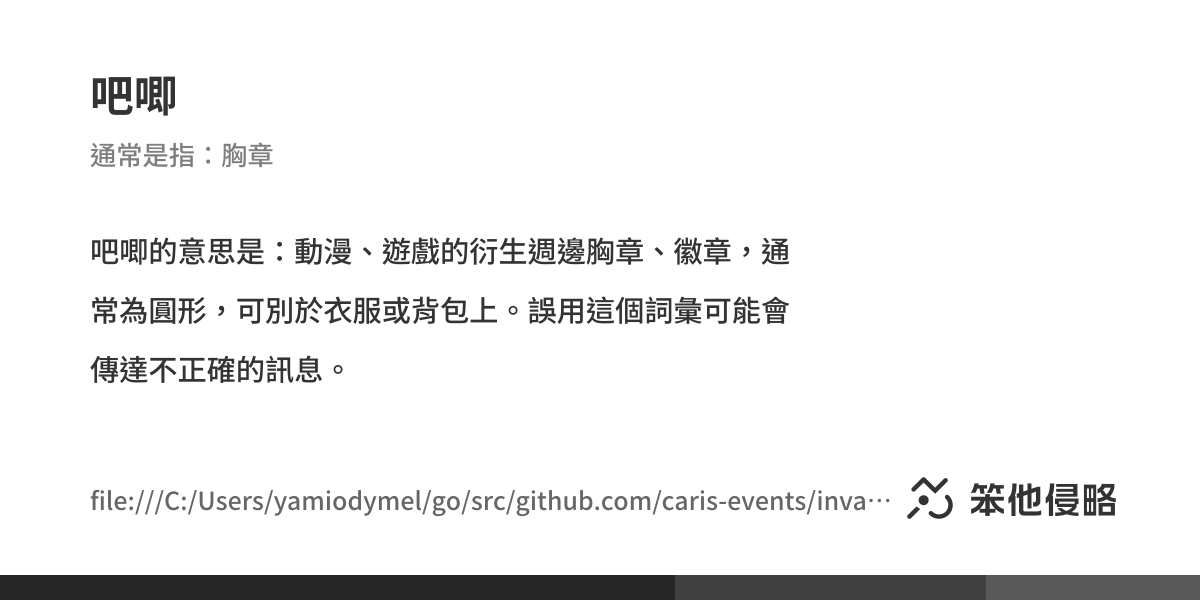 吧唧
通常是指：胸章
吧唧的意思是：動漫、遊戲的衍生週邊胸章、徽章，通
常為圓形，可別於衣服或背包上。誤用這個詞彙可能會
傳達不正確的訊息。
file:///C:/Users/yamiodymel/go/src/github.com/caris-events/inva…
笨他侵略